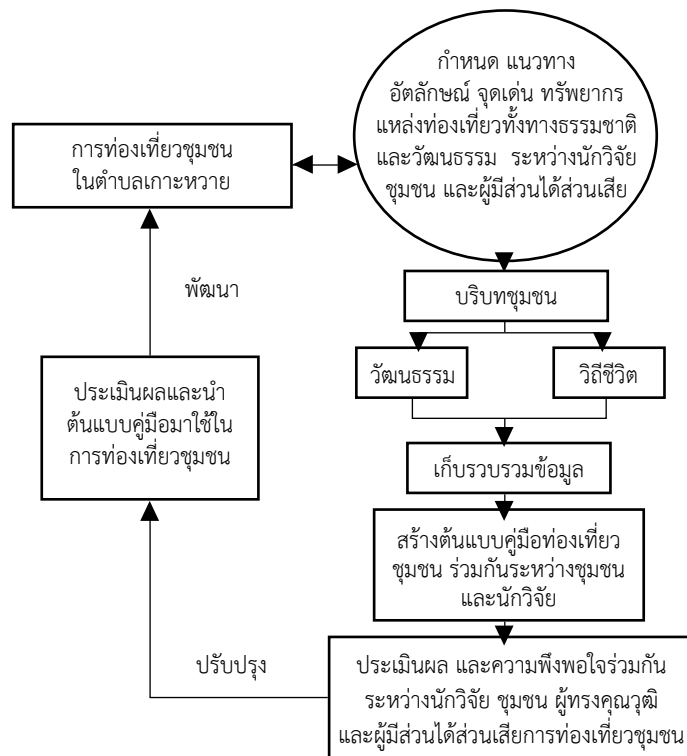 กำหนด แนวทาง
อัตลักษณ์ จุดเด่น ทรัพยากร
แหล่งท่องเที่ยวทั้งทางธรรมชาติ
และวัฒนธรรม ระหว่างนักวิจัย
ชุมชน และผู้มีส่วนได้ส่วนเสีย
การท่องเที่ยวชุมชน
ในตำบลเกาะหวาย
บริบทชุมชน
พัฒนา
วัฒนธรรม
วิถีชีวิต
ประเมินผลและนำ
ต้นแบบคู่มือมาใช้ใน
การท่องเที่ยวชุมชน
เก็บรวบรวมข้อมูล
สร้างต้นแบบคู่มือท่องเที่ยว
ชุมชน ร่วมกันระหว่างชุมชน
และนักวิจัย
ปรับปรุง
ประเมินผล และความพึงพอใจร่วมกัน
ระหว่างนักวิจัย ชุมชน ผู้ทรงคุณวุฒิ
และผู้มีส่วนได้ส่วนเสียการท่องเที่ยวชุมชน